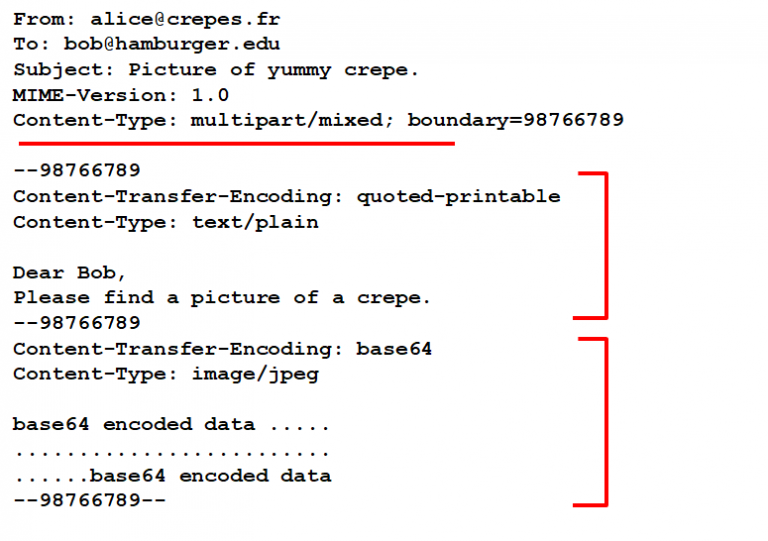 From: alice@crepes.fr
To: bob@hamburger.edu
Subject: Picture of yummy crepe.
MIME-Version: 1.0
Content-Type: multipart/mixed; boundary=98766789
--98766789
Content-Transfer-Encoding: quoted-printable
Content-Type: text/plain
Dear Bob,
Please find a picture of a crepe.
--98766789
Content-Transfer-Encoding: base64
Content-Type: image/jpeg
base64 encoded data .....
.........................
......base64 encoded data
--98766789--